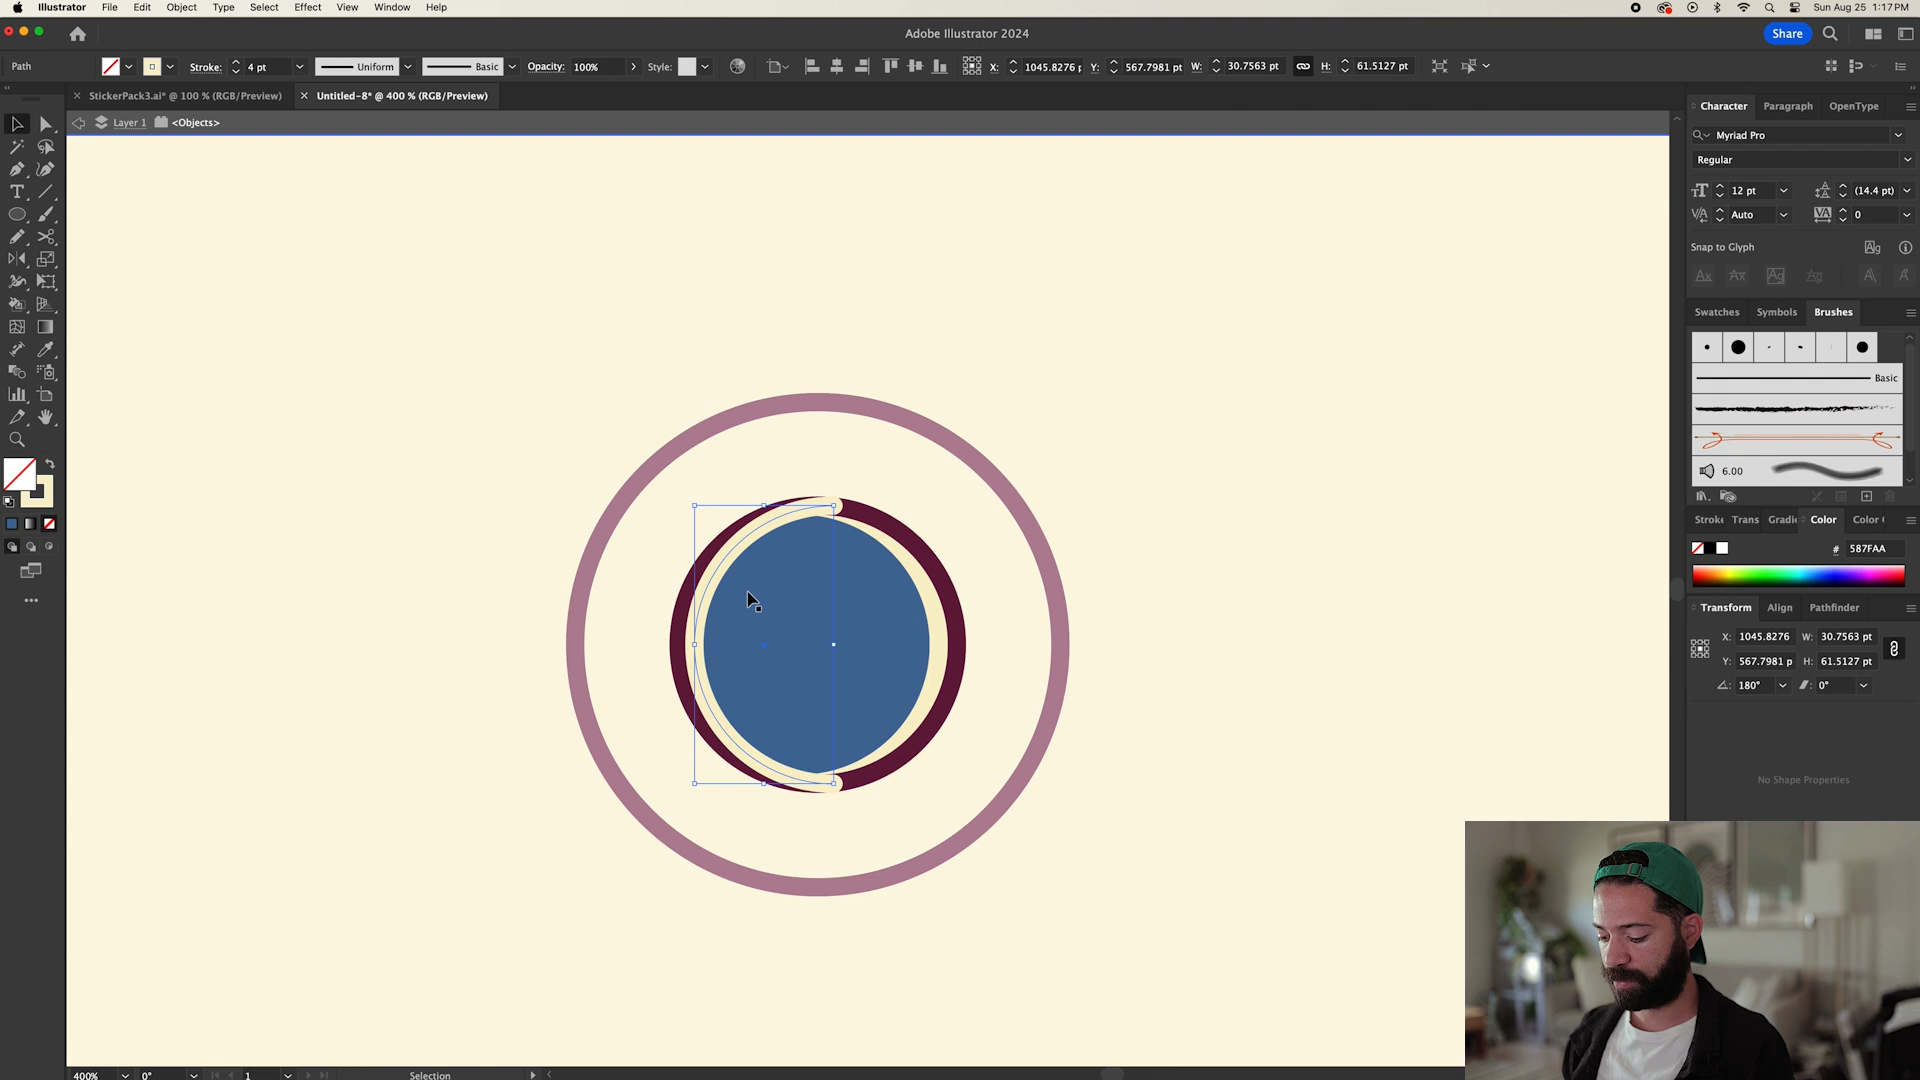 Illustrator File Edit Object Type Select Effect View Window Help Sun Aug 25 1:17 PM
Adobe Illustrator 2024 Share
Path Stroke: 4 pt Uniform Basic Opacity: 100% Style: X: 1045.8276 p Y: 567.7981 pt W: 30.7563 pt H: 61.5127 pt
StickerPack3.ai* @ 100 % (RGB/Preview) Untitled-8* @ 400 % (RGB/Preview)
Layer 1 <Objects>
Character Paragraph OpenType
Myriad Pro
Regular
12 pt (14.4 pt)
Auto 0
Snap to Glyph
Swatches Symbols Brushes
Basic
6.00
Stroke Trans Gradie Color Color
# 587FAA
Transform Align Pathfinder
X: 1045.8276 W: 30.7563 pt
Y: 567.7981 p H: 61.5127 pt
180° 0°
No Shape Properties
400% 0° 1 Selection